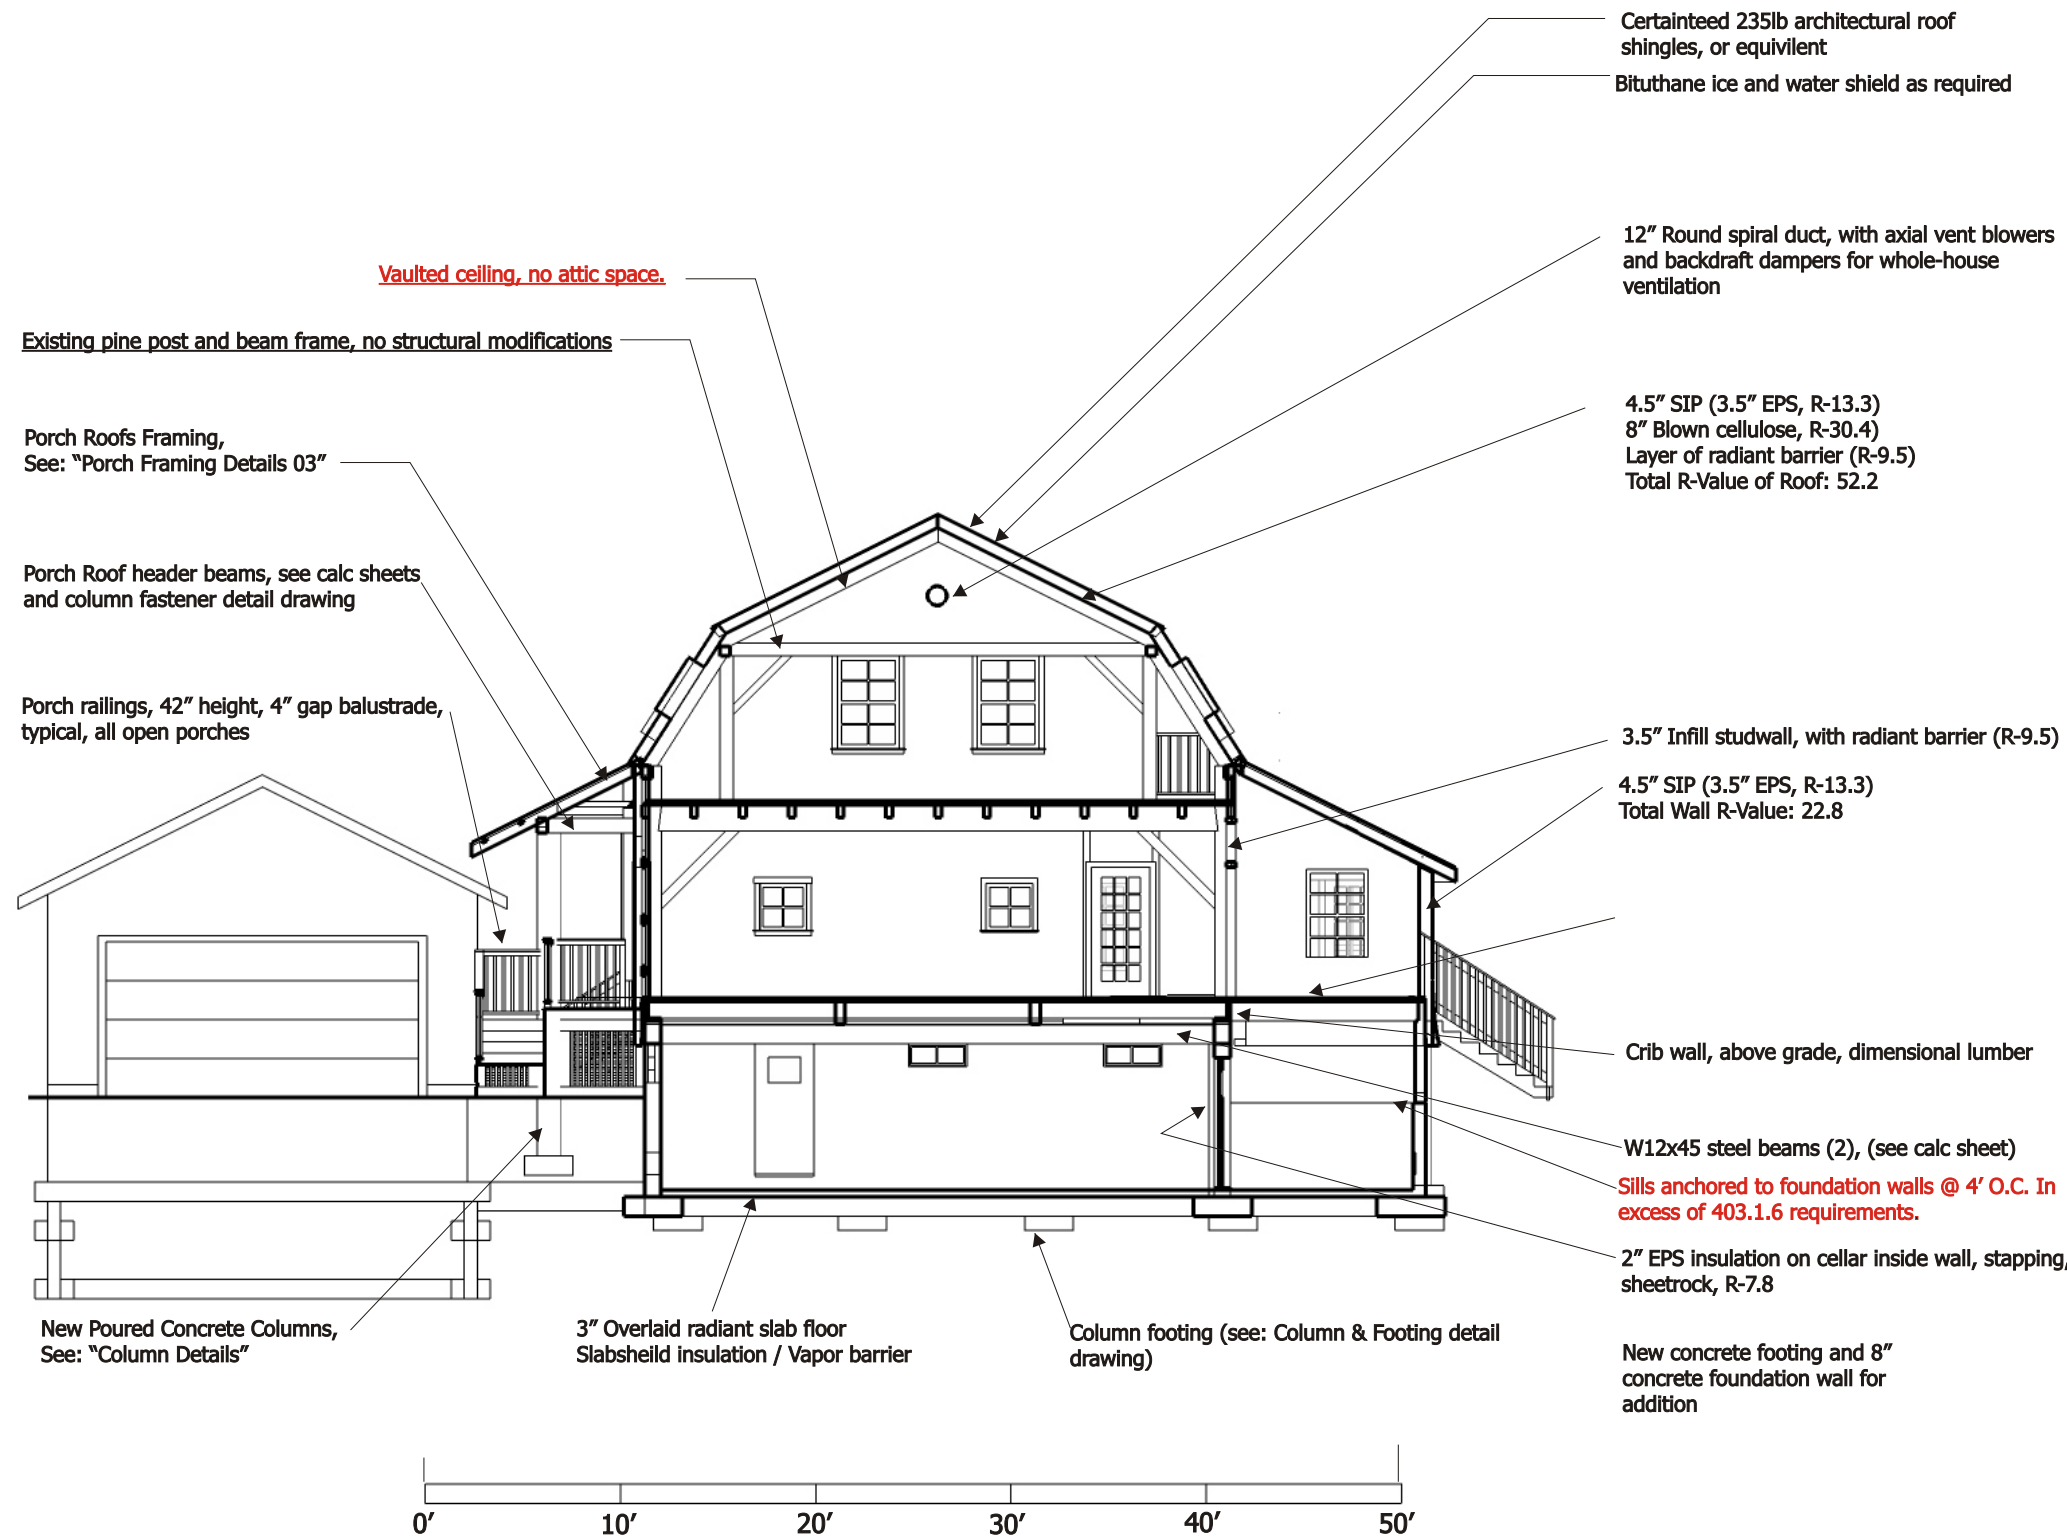 Certainteed 235lb architectural roof
shingles, or equivilent
Bituthane ice and water shield as required
12" Round spiral duct, with axial vent blowers
and backdraft dampers for whole-house
ventilation
Vaulted ceiling, no attic space.
Existing pine post and beam frame, no structural modifications
4.5" SIP (3.5" EPS, R-13.3)
8" Blown cellulose, R-30.4)
Layer of radiant barrier (R-9.5)
Total R-Value of Roof: 52.2
Porch Roofs Framing,
See: "Porch Framing Details 03"
Porch Roof header beams, see calc sheets
and column fastener detail drawing
Porch railings, 42" height, 4" gap balustrade,
typical, all open porches
3.5" Infill studwall, with radiant barrier (R-9.5)
4.5" SIP (3.5" EPS, R-13.3)
Total Wall R-Value: 22.8
Crib wall, above grade, dimensional lumber
W12x45 steel beams (2), (see calc sheet)
Sills anchored to foundation walls @ 4' O.C. In
excess of 403.1.6 requirements.
2" EPS insulation on cellar inside wall, stapping,
sheetrock, R-7.8
New Poured Concrete Columns,
See: "Column Details"
3" Overlaid radiant slab floor
Slabsheild insulation / Vapor barrier
Column footing (see: Column & Footing detail
drawing)
New concrete footing and 8"
concrete foundation wall for
addition
0' 10' 20' 30' 40' 50'